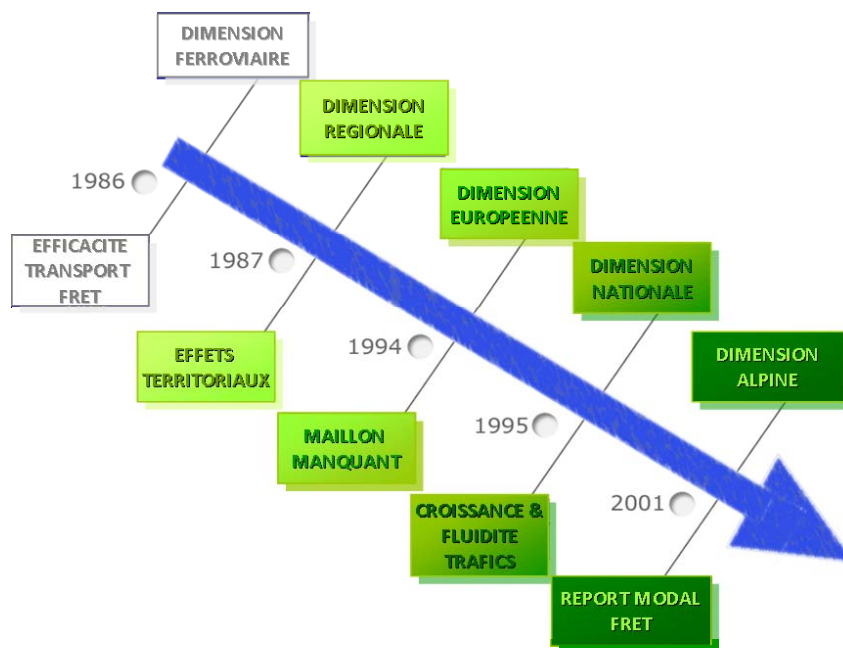 DIMENSION
FERROVIAIRE
1986
EFFICACITE
TRANSPORT
FRET
DIMENSION
REGIONALE
1987
EFFETS
TERRITORIAUX
DIMENSION
EUROPEENNE
1994
MAILLON
MANQUANT
DIMENSION
NATIONALE
1995
CROISSANCE &
FLUIDITE
TRAFICS
DIMENSION
ALPINE
2001
REPORT MODAL
FRET